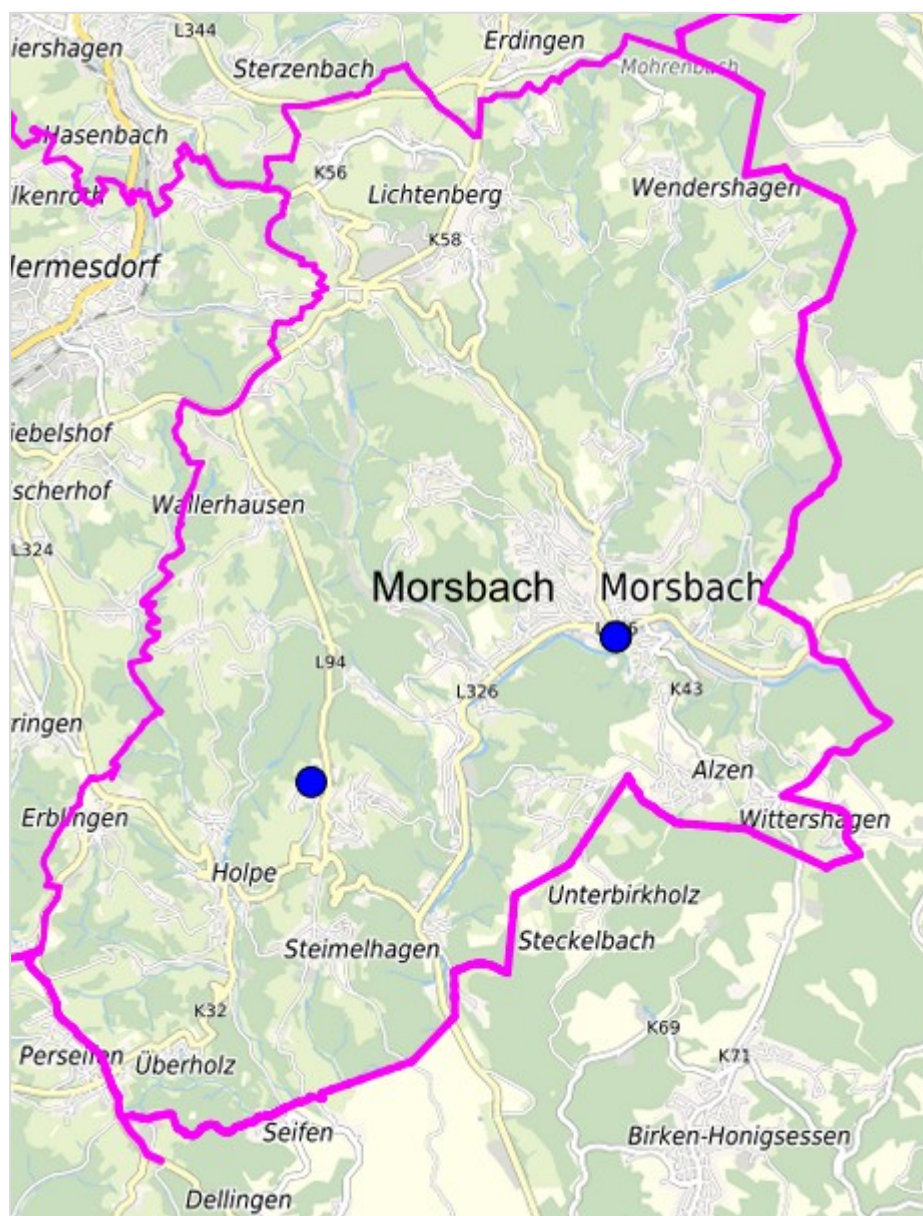 L344
iershagen
Erdingen
Sterzenbach
Mohrenbach
Hasenbach
K56
lkenroth
Lichtenberg
Wendershagen
K58
lermesdorf
iebelshof
scherhof
Wallerhausen
L324
Morsbach
Morsbach
L94
L326
K43
ringen
Alzen
Erblingen
Wittershagen
Holpe
Unterbirkholz
Steimelhagen
Steckelbach
K32
K69
Perseifen
Überholz
K71
Seifen
Birken-Honigsessen
Dellingen